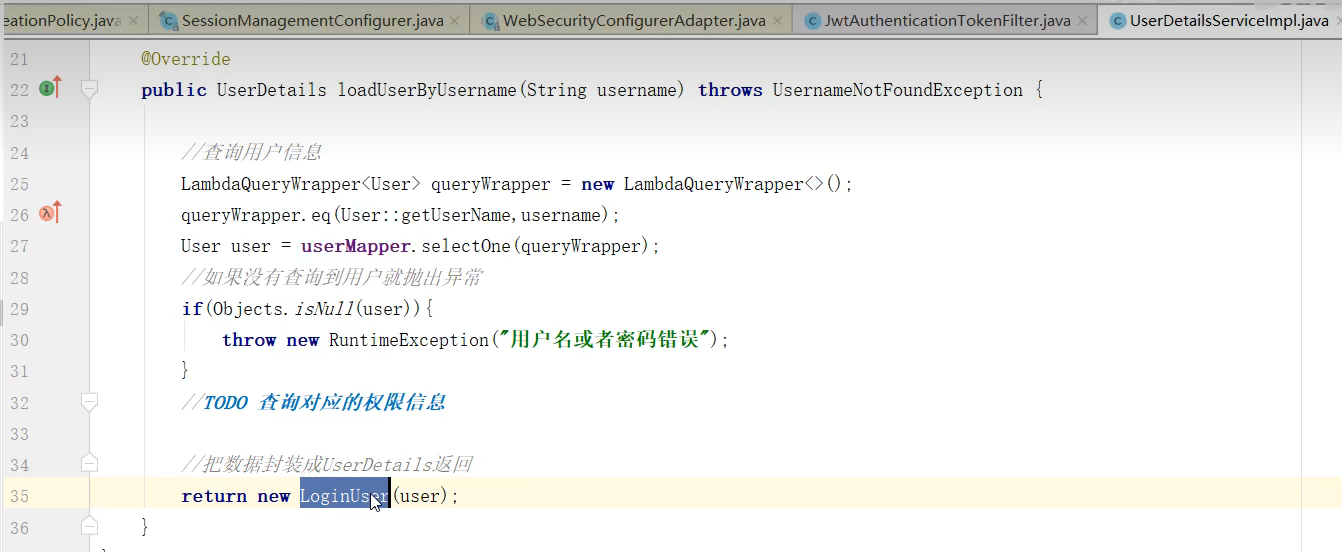 eationPolicy.java SessionManagementConfigurer.java WebSecurityConfigurerAdapter.java JwtAuthenticationTokenFilter.java UserDetailsServiceImpl.java
21 @Override
22 public UserDetails loadUserByUsername(String username) throws UsernameNotFoundException {
23
24 //查询用户信息
25 LambdaQueryWrapper<User> queryWrapper = new LambdaQueryWrapper<>();
26 queryWrapper.eq(User::getUserName,username);
27 User user = userMapper.selectOne(queryWrapper);
28 //如果没有查询到用户就抛出异常
29 if(Objects.isNull(user)){
30 throw new RuntimeException("用户名或者密码错误");
31 }
32 //TODO 查询对应的权限信息
33
34 //把数据封装成UserDetails返回
35 return new LoginUser(user);
36 }